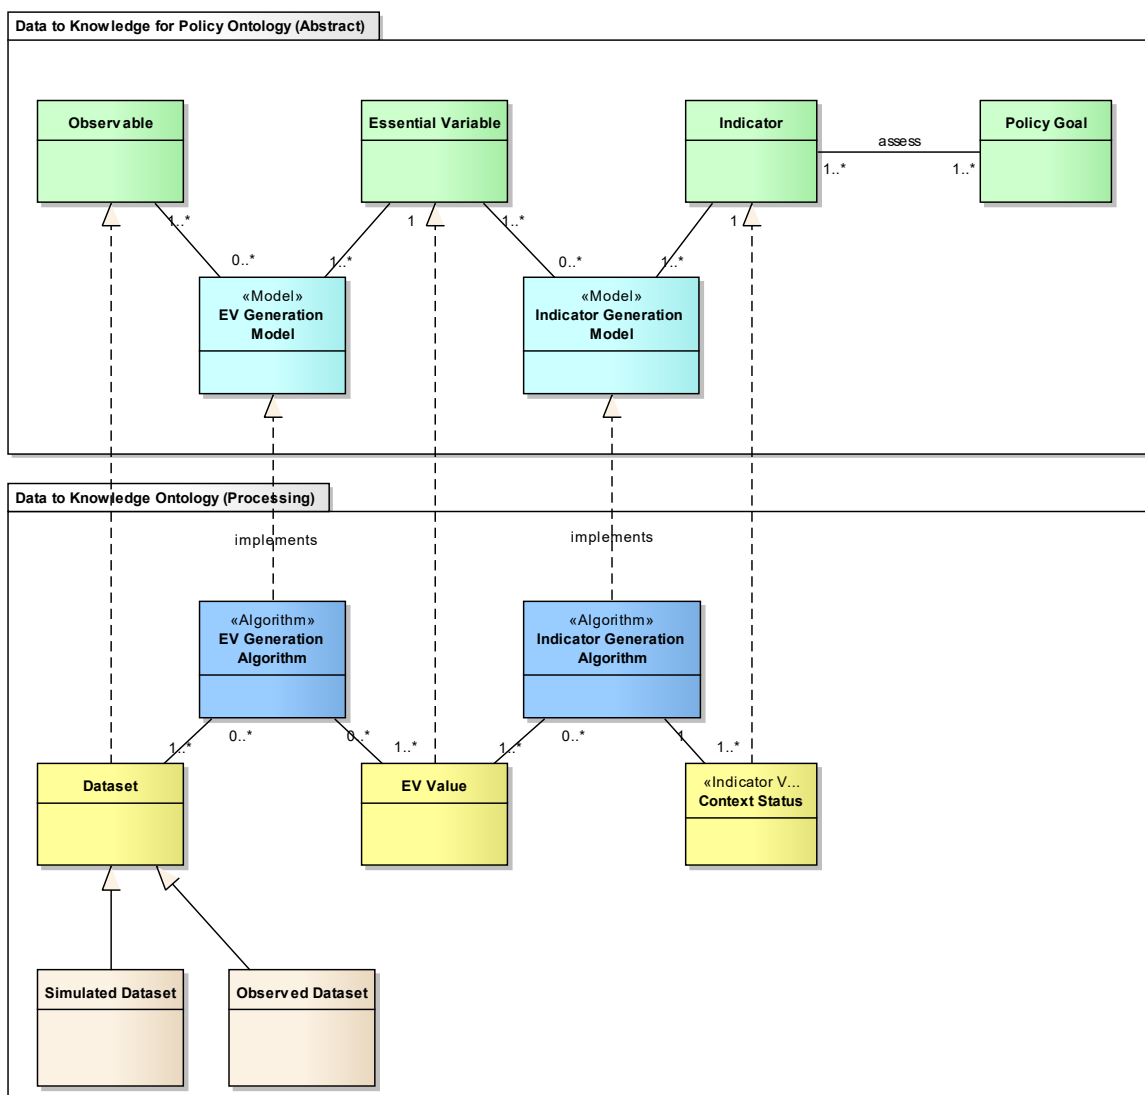 Data to Knowledge for Policy Ontology (Abstract)
Observable
Essential Variable
Indicator
Policy Goal
assess
1..*
1..*
1..*
1
1..*
1
0..*
1..*
0..*
1..*
«Model»
EV Generation
Model
«Model»
Indicator Generation
Model
Data to Knowledge Ontology (Processing)
implements
implements
«Algorithm»
EV Generation
Algorithm
«Algorithm»
Indicator Generation
Algorithm
1..*
0..*
0..*
1..*
1..*
0..*
1
1..*
Dataset
EV Value
«Indicator V...
Context Status
Simulated Dataset
Observed Dataset